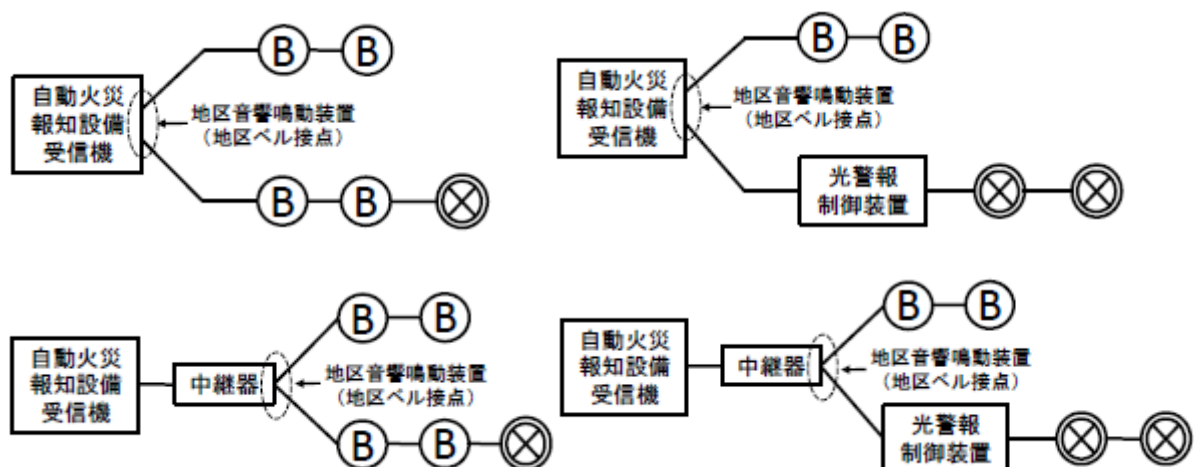 B B
自動火災
報知設備
受信機
地区音響鳴動装置
（地区ベル接点）
B B
B B
自動火災
報知設備
受信機
地区音響鳴動装置
（地区ベル接点）
光警報
制御装置
B B
自動火災
報知設備
受信機
中継器
地区音響鳴動装置
（地区ベル接点）
B B
B B
自動火災
報知設備
受信機
中継器
地区音響鳴動装置
（地区ベル接点）
光警報
制御装置